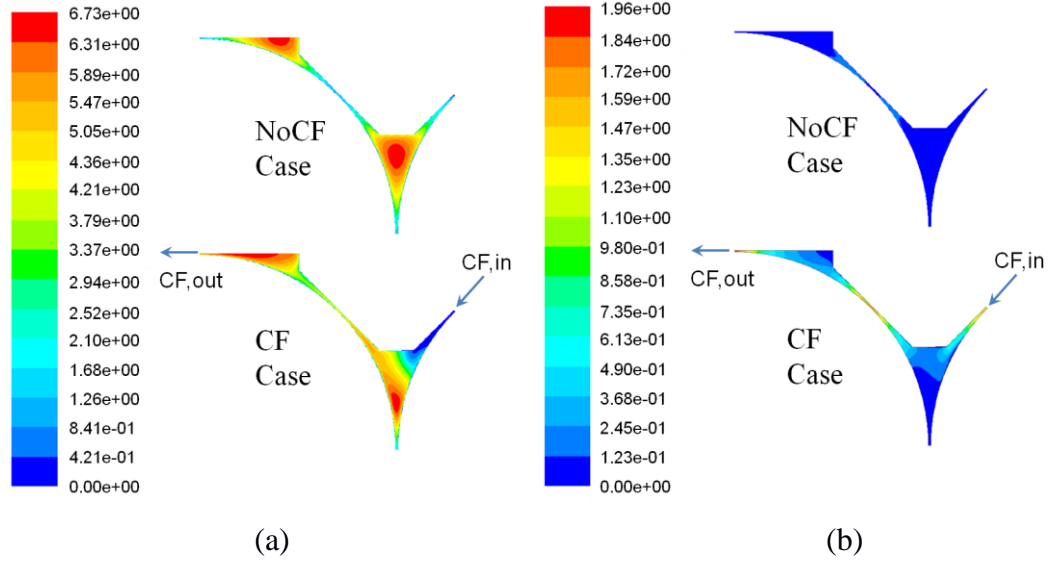 6.73e+00
6.31e+00
5.89e+00
5.47e+00
5.05e+00
4.36e+00
4.21e+00
3.79e+00
3.37e+00
2.94e+00
2.52e+00
2.10e+00
1.68e+00
1.26e+00
8.41e-01
4.21e-01
0.00e+00
NoCF
Case
CF,out
CF,in
CF
Case
(a)
1.96e+00
1.84e+00
1.72e+00
1.59e+00
1.47e+00
1.35e+00
1.23e+00
1.10e+00
9.80e-01
8.58e-01
7.35e-01
6.13e-01
4.90e-01
3.68e-01
2.45e-01
1.23e-01
0.00e+00
NoCF
Case
CF,out
CF,in
CF
Case
(b)